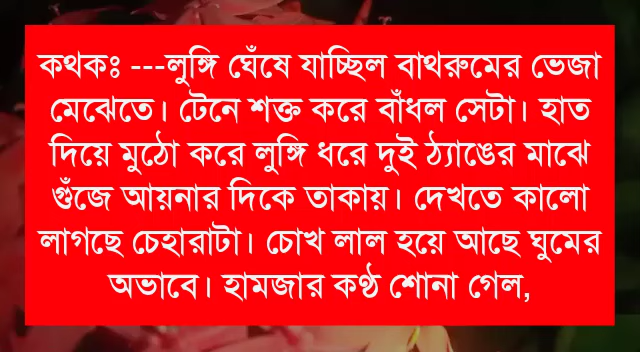 কথকঃ ---লুঙ্গি ঘেঁষে যাচ্ছিল বাথরুমের ভেজা
মেঝেতে। টেনে শক্ত করে বাঁধল সেটা। হাত
দিয়ে মুঠো করে লুঙ্গি ধরে দুই ঠ্যাঙের মাঝে
গুঁজে আয়নার দিকে তাকায়। দেখতে কালো
লাগছে চেহারাটা। চোখ লাল হয়ে আছে ঘুমের
অভাবে। হামজার কণ্ঠ শোনা গেল,